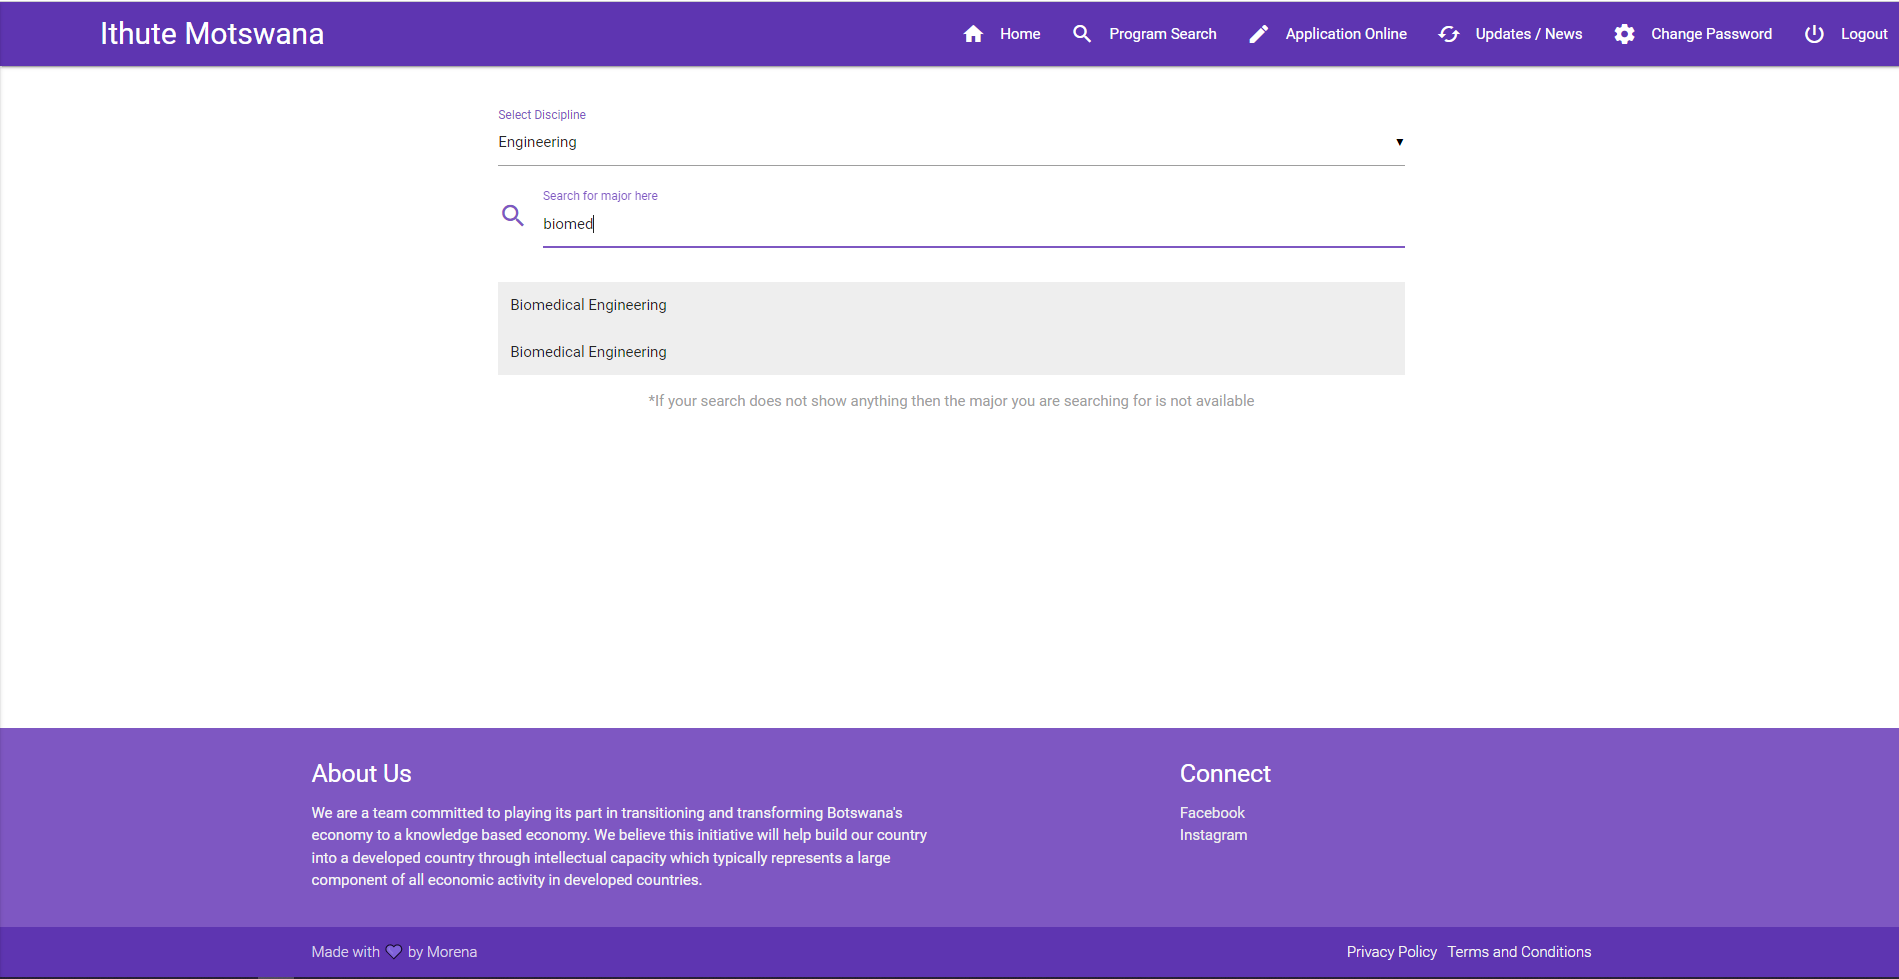 Ithute Motswana
Home
Program Search
Application Online
Updates / News
Change Password
Logout
Select Discipline
Engineering
Search for major here
biomed
Biomedical Engineering
Biomedical Engineering
*If your search does not show anything then the major you are searching for is not available
About Us
We are a team committed to playing its part in transitioning and transforming Botswana's
economy to a knowledge based economy. We believe this initiative will help build our country
into a developed country through intellectual capacity which typically represents a large
component of all economic activity in developed countries.
Connect
Facebook
Instagram
Made with by Morena
Privacy Policy Terms and Conditions